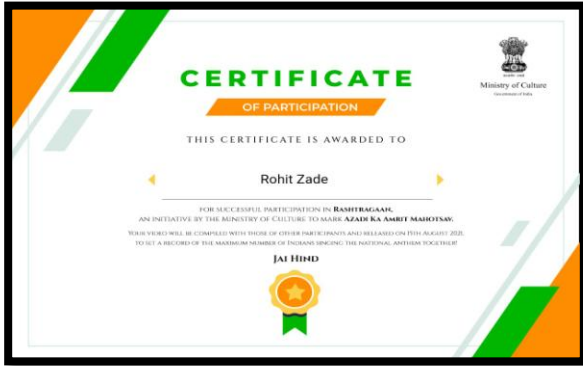 CERTIFICATE
OF PARTICIPATION
Ministry of Culture
Government of India
THIS CERTIFICATE IS AWARDED TO
Rohit Zade
FOR SUCCESSFUL PARTICIPATION IN RASHTRAGAAN,
AN INITIATIVE BY THE MINISTRY OF CULTURE TO MARK AZADI KA AMRIT MAHOTSAV.
YOUR VIDEO WILL BE COMPILED WITH THOSE OF OTHER PARTICIPANTS AND RELEASED ON 15TH AUGUST 2021,
TO SET A RECORD OF THE MAXIMUM NUMBER OF INDIANS SINGING THE NATIONAL ANTHEM TOGETHER!
JAI HIND